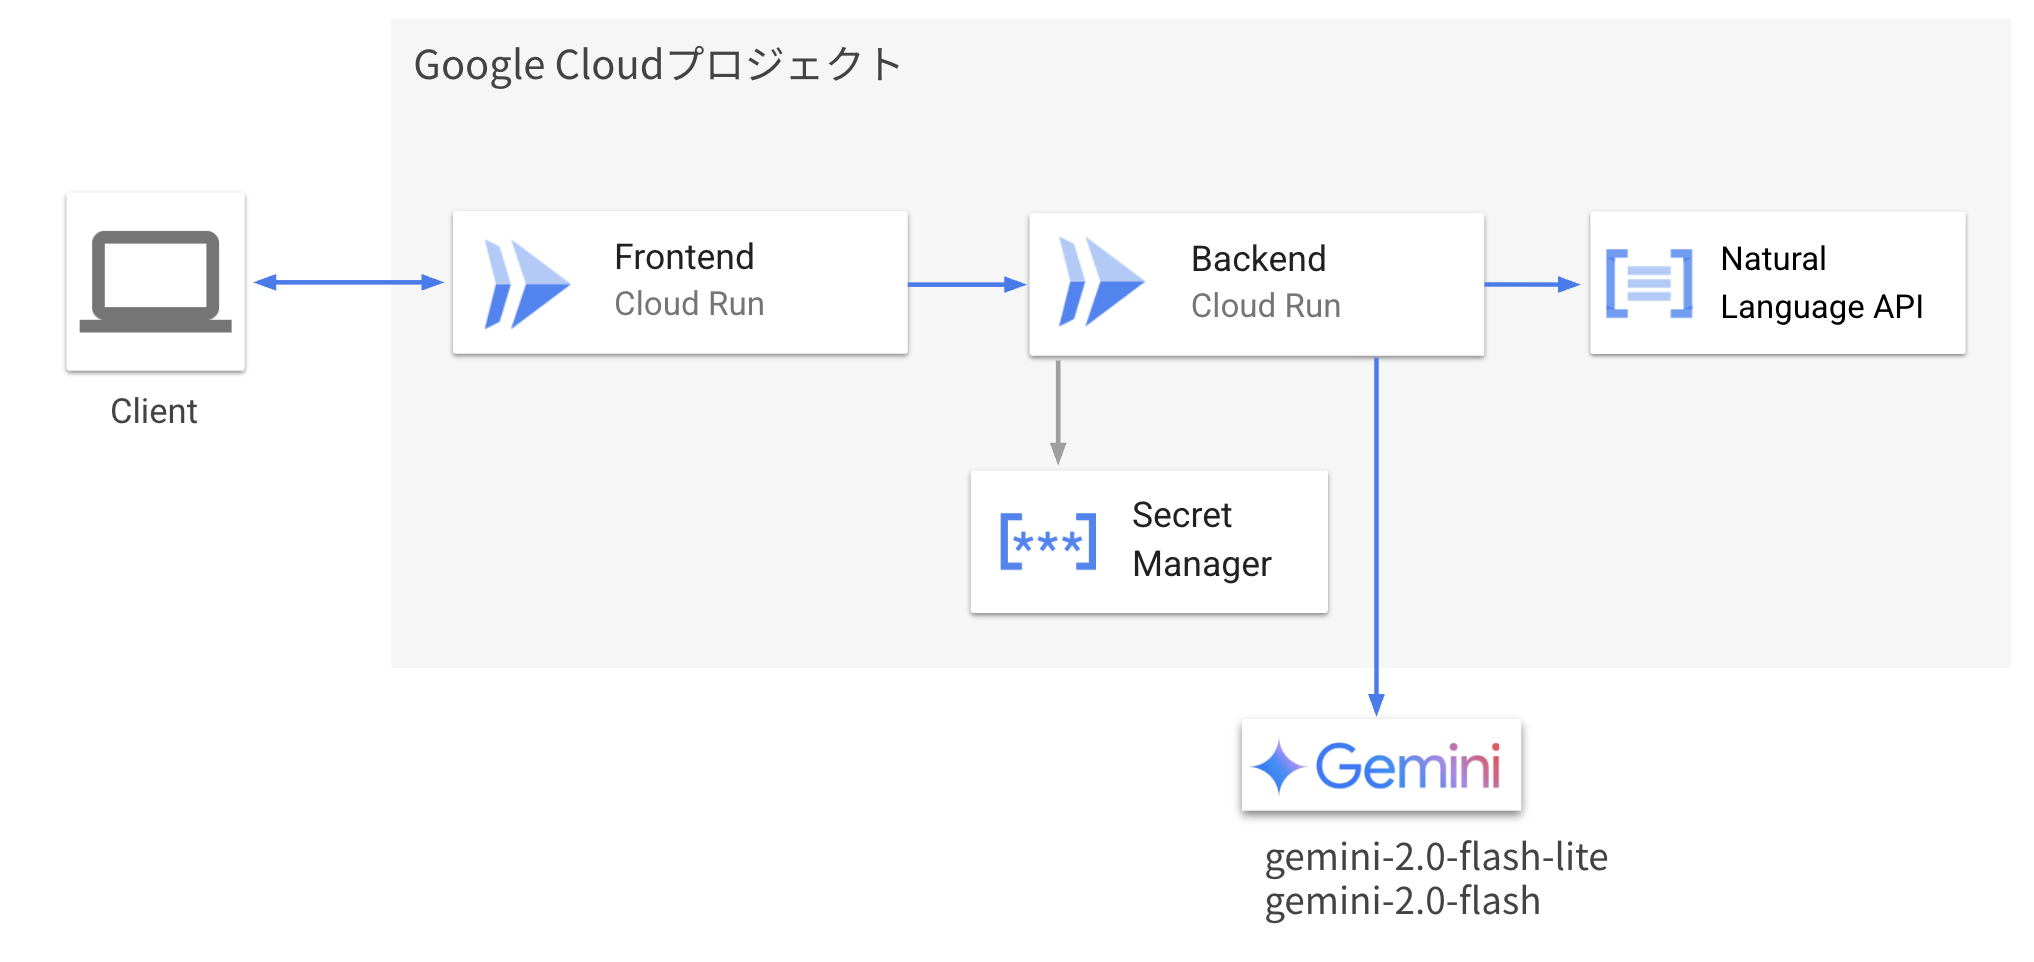 Google Cloudプロジェクト
Client
Frontend
Cloud Run
Backend
Cloud Run
Natural
Language API
[***]
Secret
Manager
Gemini
gemini-2.0-flash-lite
gemini-2.0-flash